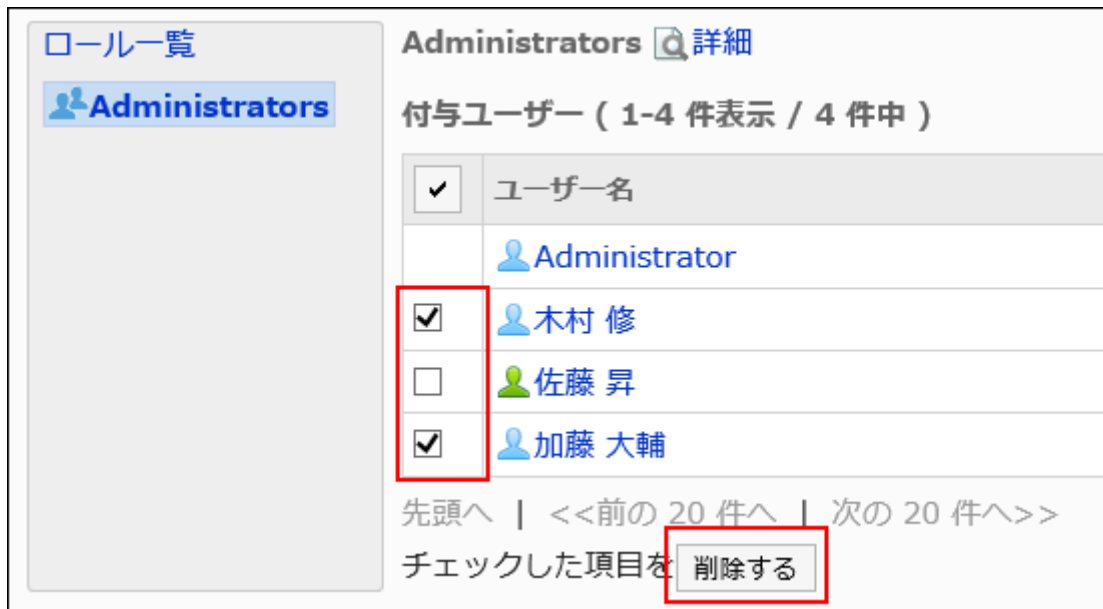 ロール一覧
Administrators
Administrators 詳細
付与ユーザー ( 1-4 件表示 / 4 件中 )
ユーザー名
Administrator
木村 修
佐藤 昇
加藤 大輔
先頭へ | <<前の 20 件へ | 次の 20 件へ>>
チェックした項目を 削除する